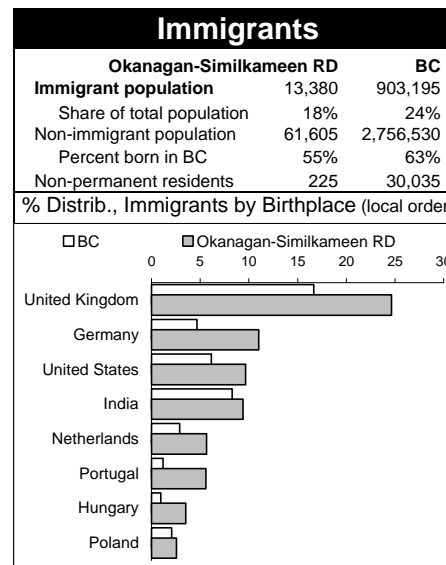 Immigrants
Okanagan-Similkameen RD BC
Immigrant population 13,380 903,195
Share of total population 18% 24%
Non-immigrant population 61,605 2,756,530
Percent born in BC 55% 63%
Non-permanent residents 225 30,035
% Distrib., Immigrants by Birthplace (local order
BC Okanagan-Similkameen RD
0 5 10 15 20 25 30
United Kingdom
Germany
United States
India
Netherlands
Portugal
Hungary
Poland